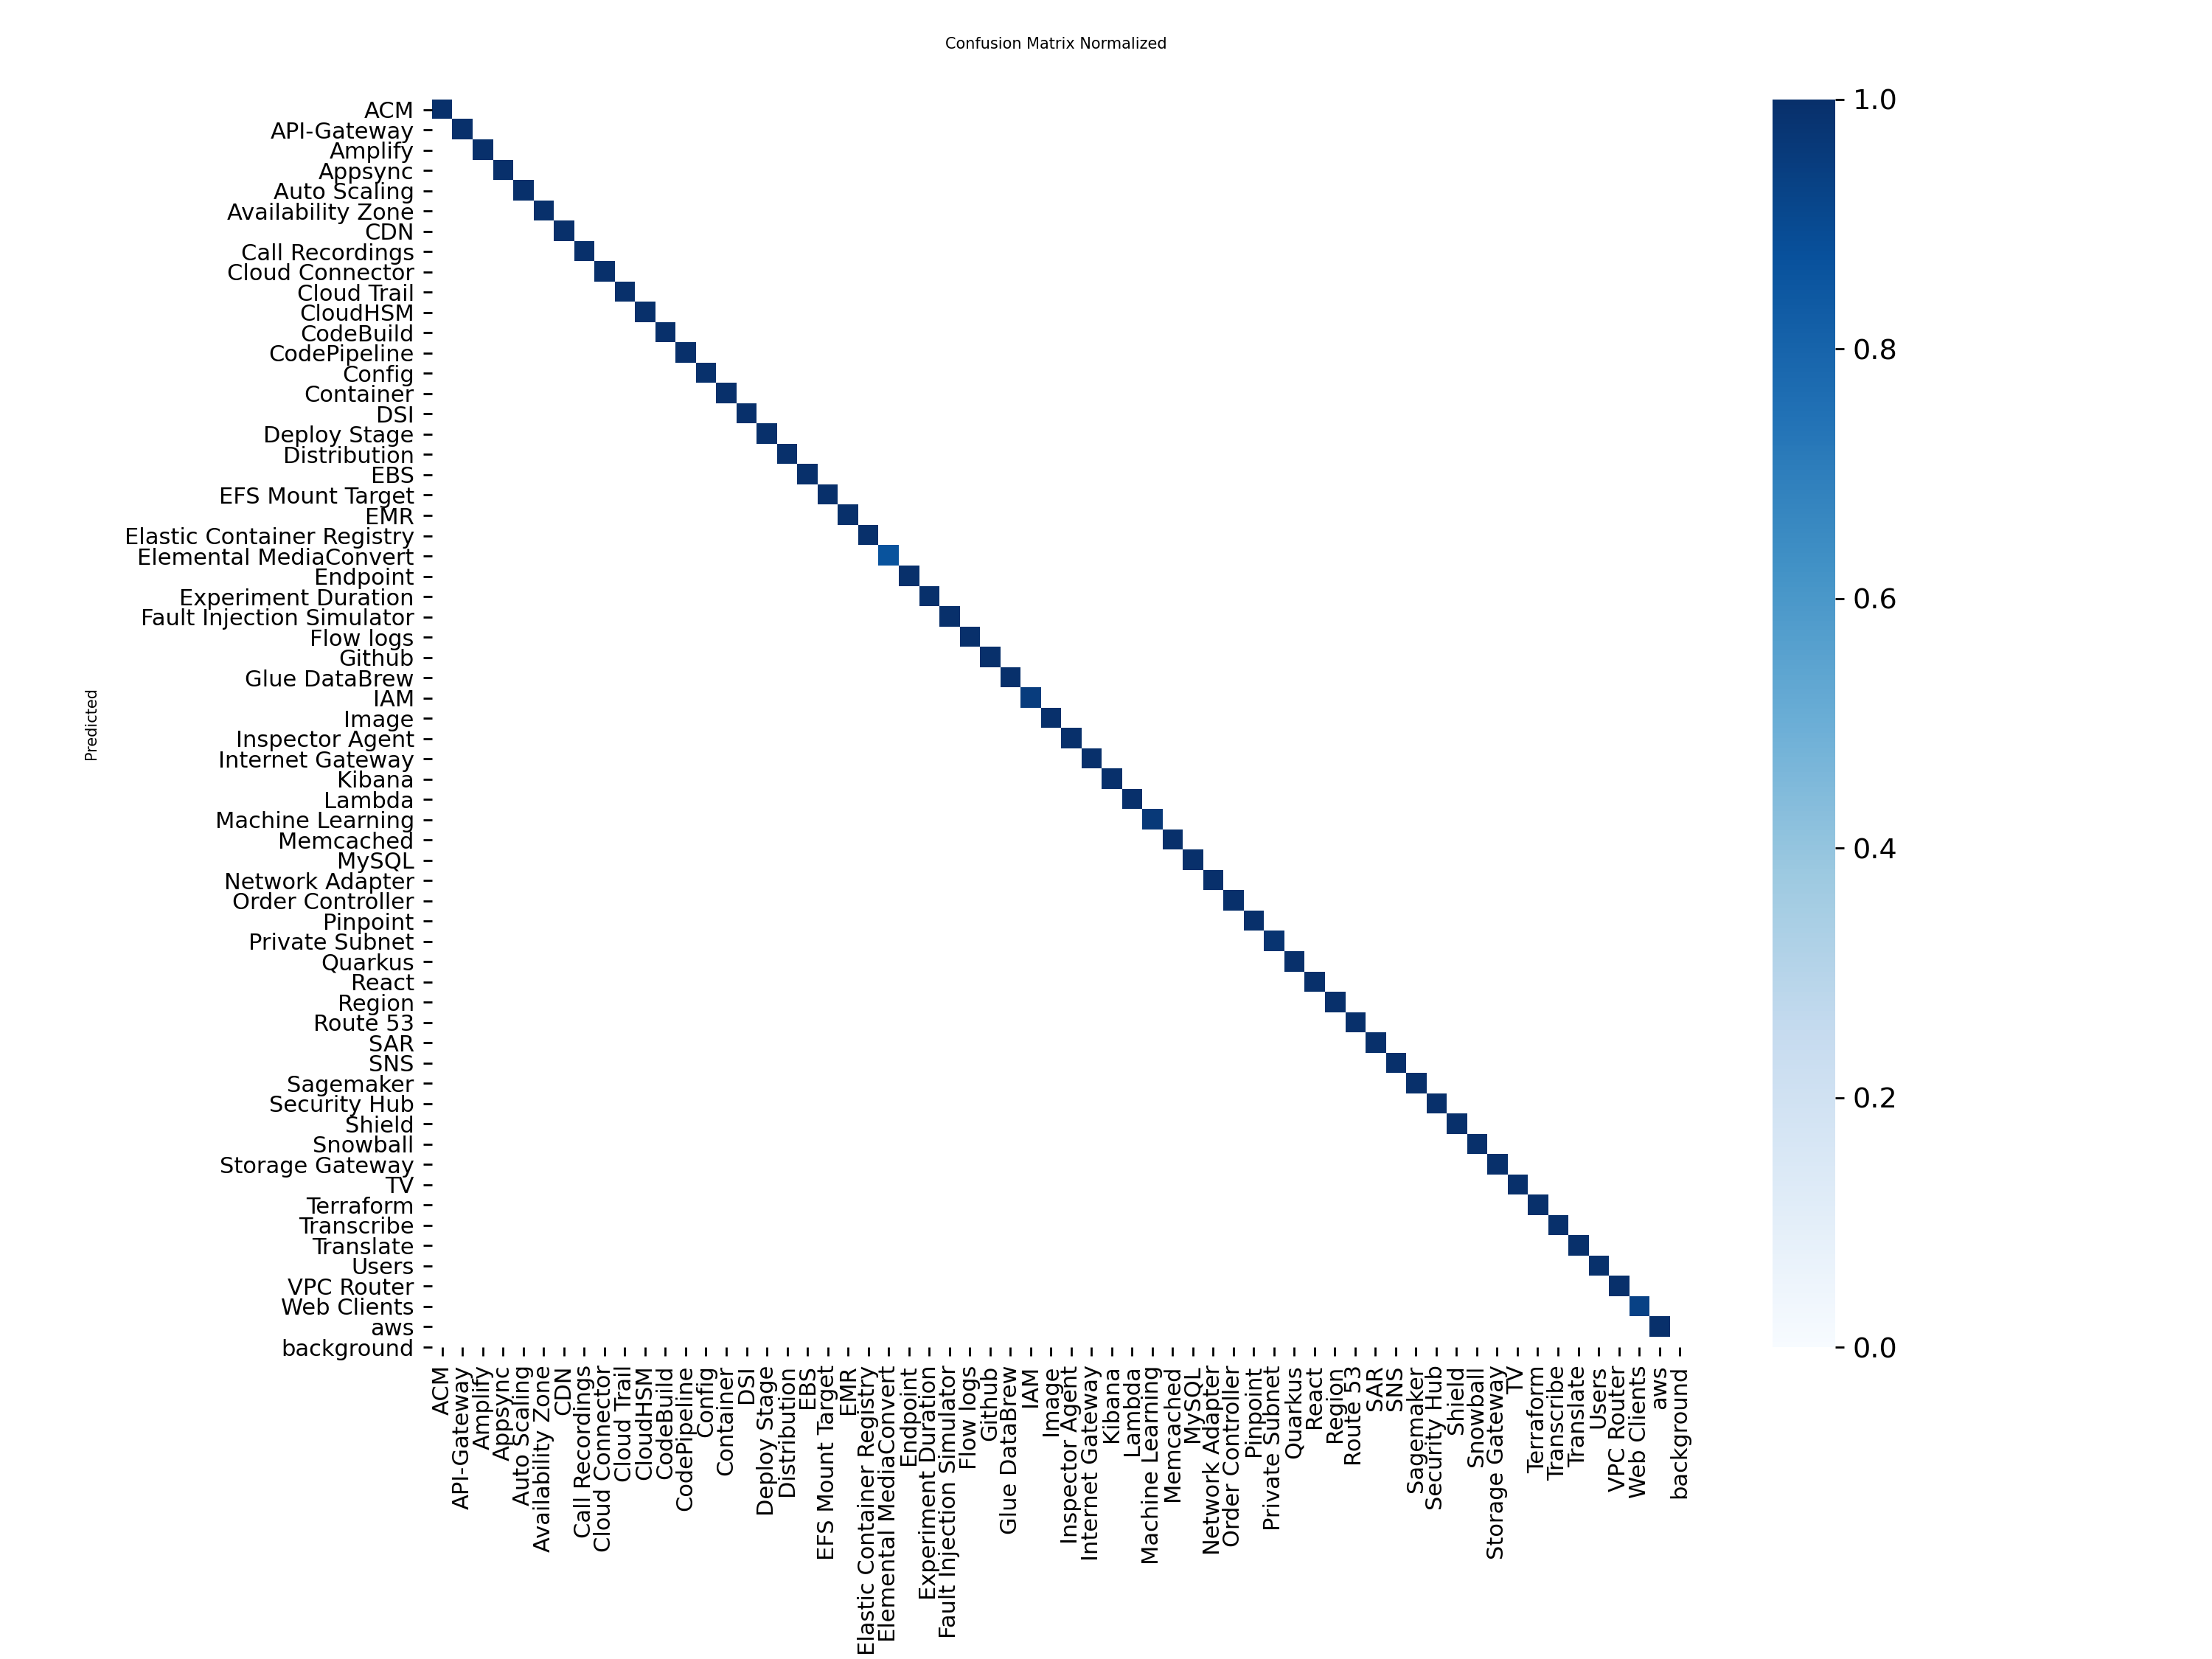 Confusion Matrix Normalized
ACM
API-Gateway
Amplify
Appsync
Auto Scaling
Availability Zone
CDN
Call Recordings
Cloud Connector
Cloud Trail
CloudHSM
CodeBuild
CodePipeline
Config
Container
DSI
Deploy Stage
Distribution
EBS
EFS Mount Target
EMR
Elastic Container Registry
Elemental MediaConvert
Endpoint
Experiment Duration
Fault Injection Simulator
Flow logs
Github
Glue DataBrew
IAM
Image
Inspector Agent
Internet Gateway
Kibana
Lambda
Machine Learning
Memcached
MySQL
Network Adapter
Order Controller
Pinpoint
Private Subnet
Quarkus
React
Region
Route 53
SAR
SNS
Sagemaker
Security Hub
Shield
Snowball
Storage Gateway
TV
Terraform
Transcribe
Translate
Users
VPC Router
Web Clients
aws
background
Predicted
ACM
API-Gateway
Amplify
Appsync
Auto Scaling
Availability Zone
CDN
Call Recordings
Cloud Connector
Cloud Trail
CloudHSM
CodeBuild
CodePipeline
Config
Container
DSI
Deploy Stage
Distribution
EBS
EFS Mount Target
EMR
Elastic Container Registry
Elemental MediaConvert
Endpoint
Experiment Duration
Fault Injection Simulator
Flow logs
Github
Glue DataBrew
IAM
Image
Inspector Agent
Internet Gateway
Kibana
Lambda
Machine Learning
Memcached
MySQL
Network Adapter
Order Controller
Pinpoint
Private Subnet
Quarkus
React
Region
Route 53
SAR
SNS
Sagemaker
Security Hub
Shield
Snowball
Storage Gateway
TV
Terraform
Transcribe
Translate
Users
VPC Router
Web Clients
aws
background
1.0
0.8
0.6
0.4
0.2
0.0